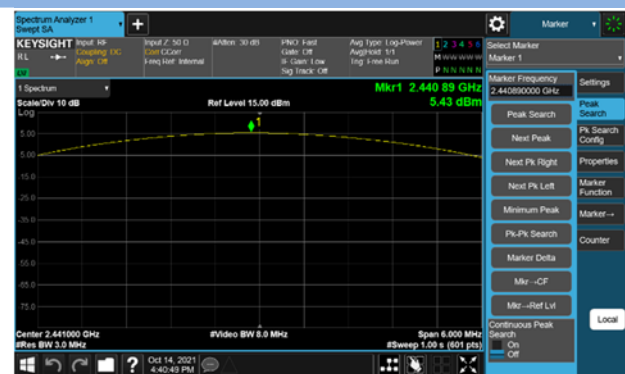 Spectrum Analyzer 1
Swept SA
Marker
KEYSIGHT
Input: RF
Coupling: DC
Align: Off
Input Z: 50 Ω
Corr CCorr
Freq Ref: Internal
#Atten: 30 dB
PNO: Fast
Gate: Off
IF Gain: Low
Sig Track: Off
Avg Type: Log-Power
Avg|Hold: 1/1
Trig: Free Run
1 2 3 4 5 6
M W W W W W
P N N N N N
R L
Select Marker
Marker 1
1 Spectrum
Mkr1 2.440 89 GHz
Scale/Div 10 dB
Ref Level 15.00 dBm
5.43 dBm
Log
1
5.00
-5.00
-15.0
-25.0
-35.0
-45.0
-55.0
-65.0
-75.0
Center 2.441000 GHz
#Video BW 8.0 MHz
Span 6.000 MHz
#Res BW 3.0 MHz
#Sweep 1.00 s (601 pts)
Marker Frequency
2.440890000 GHz
Peak Search
Next Peak
Next Pk Right
Next Pk Left
Minimum Peak
Pk-Pk Search
Marker Delta
Mkr→CF
Mkr→Ref Lvl
Continuous Peak
Search
On
Off
Settings
Peak
Search
Pk Search
Config
Properties
Marker
Function
Marker→
Counter
Local
Oct 14, 2021
4:40:49 PM